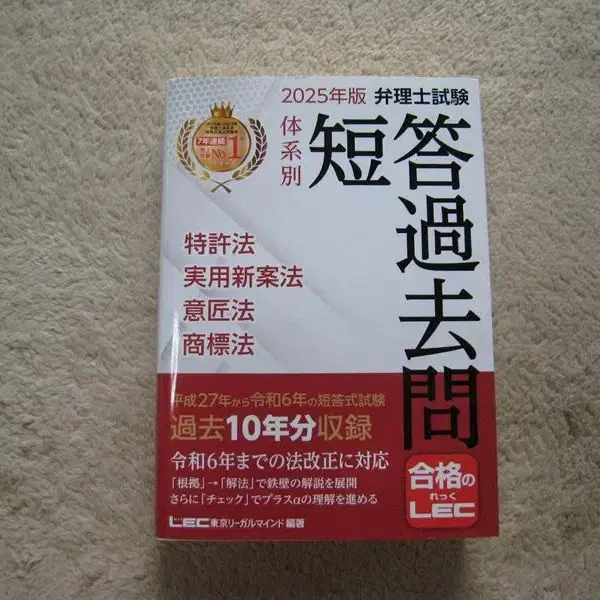 2025年版 弁理士試験
体系別
短答過去問
7年連続
No.1
特許法
実用新案法
意匠法
商標法
平成27年から令和6年の短答式試験
過去10年分収録
令和6年までの法改正に対応
「根拠」→「解法」で鉄壁の解説を展開
さらに「チェック」でプラスαの理解を進める
合格の
れっく
LEC
LEC東京リーガルマインド 編著